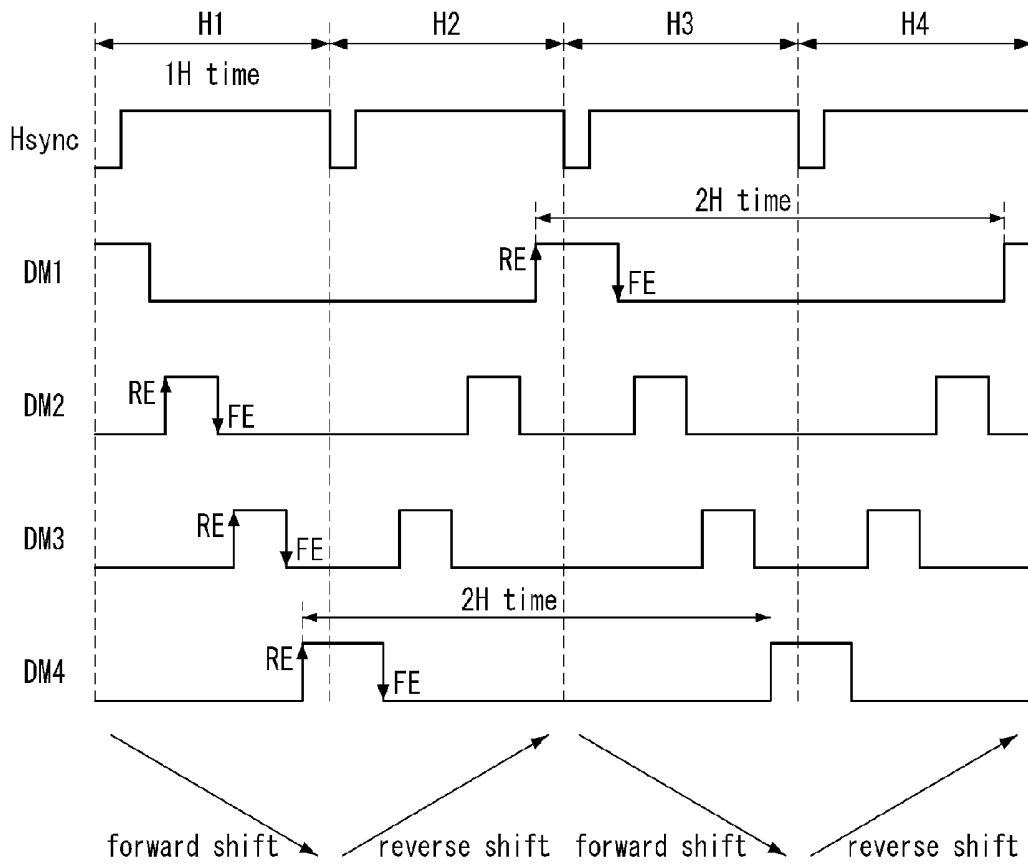 H1 H2 H3 H4
1H time
Hsync
2H time
DM1 RE FE
DM2 RE FE
DM3 RE FE
2H time
DM4 RE FE
forward shift reverse shift forward shift reverse shift